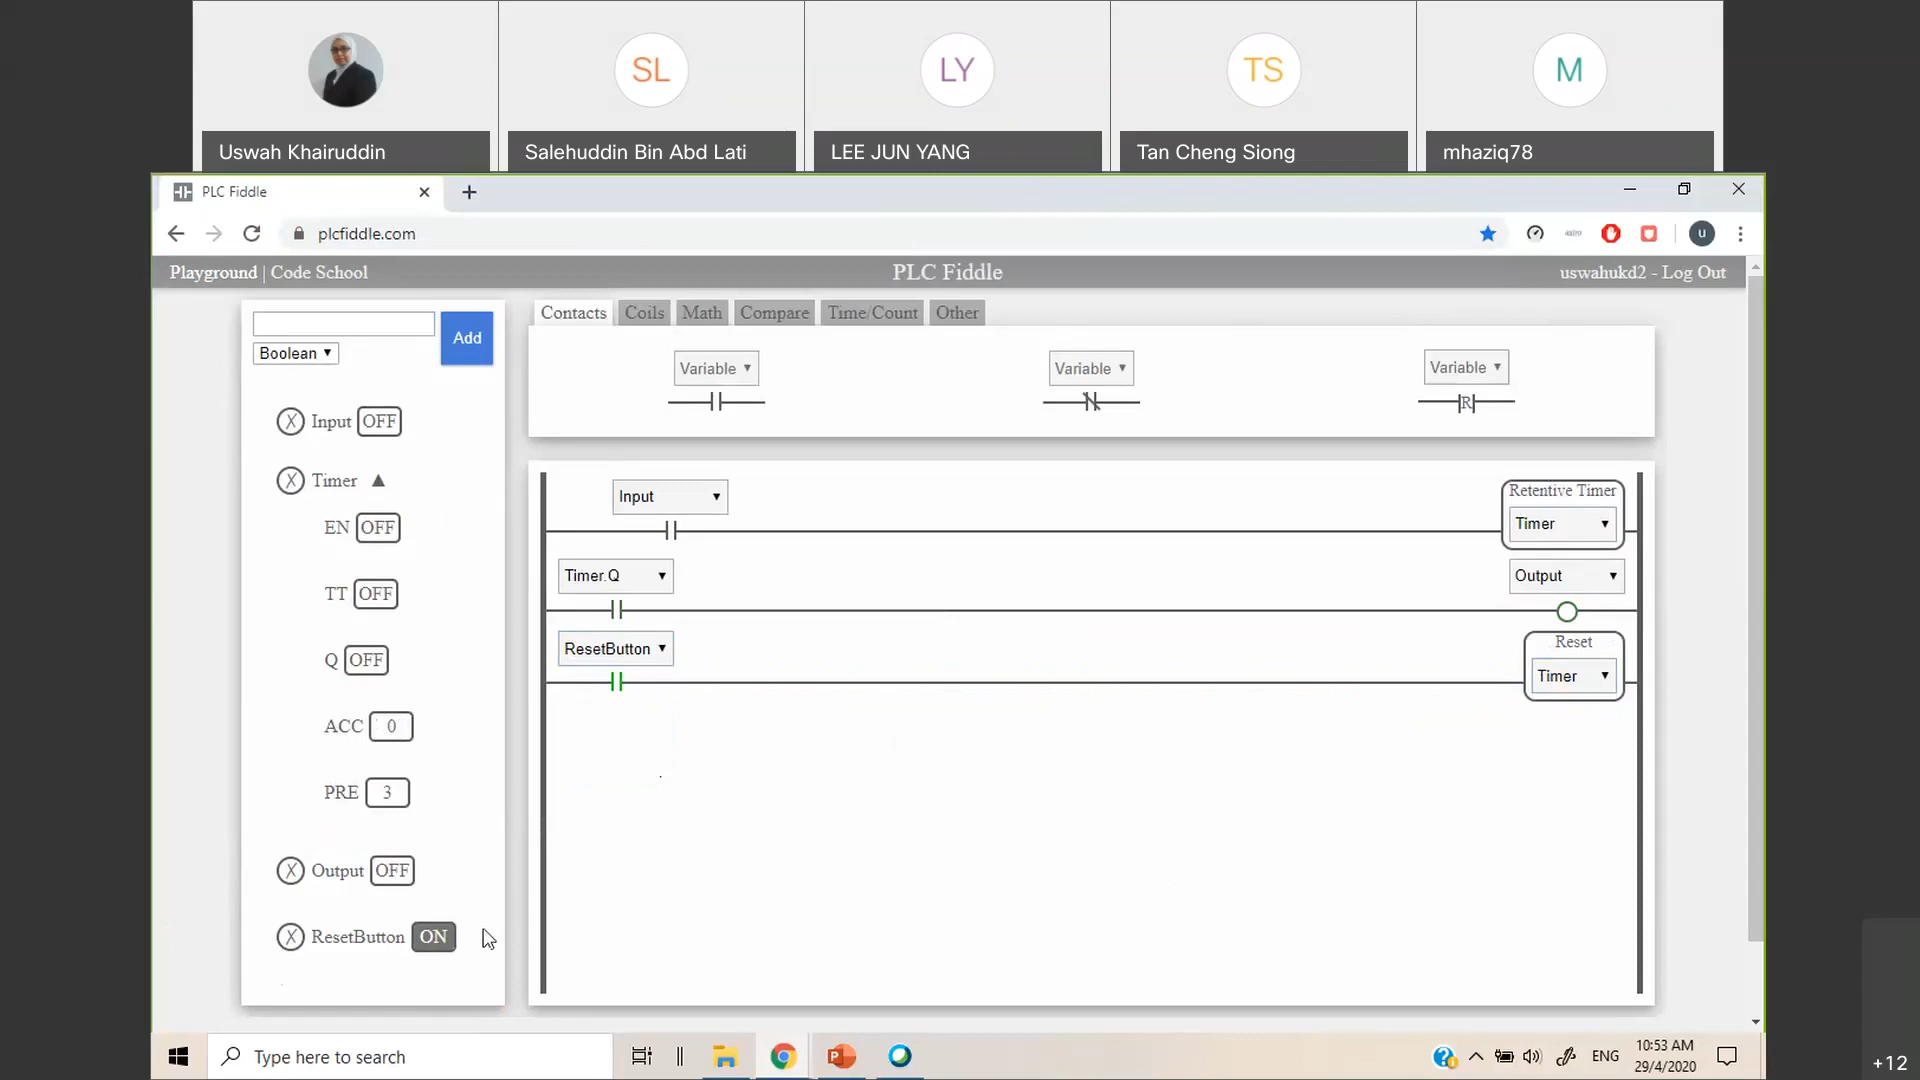 SL
LY
TS
M
Uswah Khairuddin
Salehuddin Bin Abd Lati
LEE JUN YANG
Tan Cheng Siong
mhaziq78
PLC Fiddle
plcfiddle.com
u
Playground | Code School
PLC Fiddle
uswahukd2 - Log Out
Add
Boolean
Contacts
Coils
Math
Compare
Time/Count
Other
Variable
Variable
Variable
R
X Input OFF
X Timer
EN OFF
TT OFF
Q OFF
ACC 0
PRE 3
X Output OFF
X ResetButton ON
Input
Retentive Timer
Timer
Timer.Q
Output
ResetButton
Reset
Timer
Type here to search
ENG
10:53 AM
29/4/2020
+12